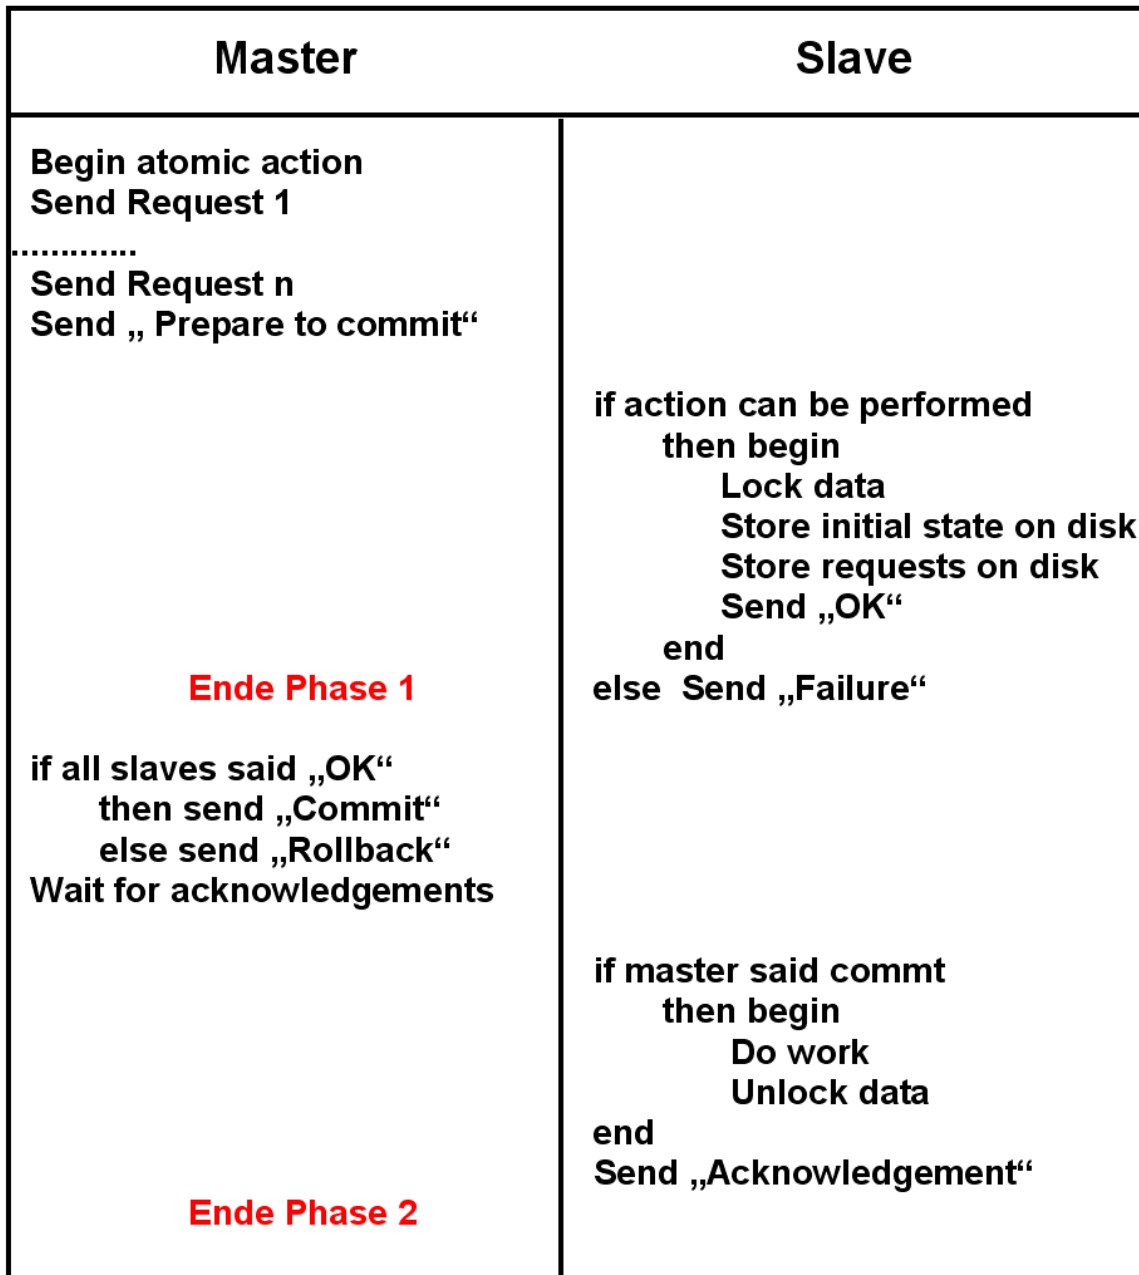 Master
Slave
Begin atomic action
Send Request 1
.............
Send Request n
Send „ Prepare to commit“
if action can be performed
then begin
Lock data
Store initial state on disk
Store requests on disk
Send „OK“
end
Ende Phase 1
else Send „Failure“
if all slaves said „OK“
then send „Commit“
else send „Rollback“
Wait for acknowledgements
if master said commt
then begin
Do work
Unlock data
end
Send „Acknowledgement“
Ende Phase 2